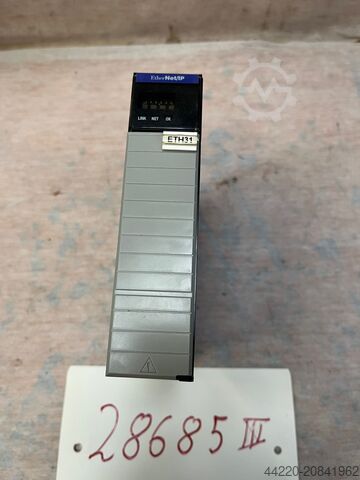 EtherNet/IP
LINK NET OK
ETH31
28685 III
44220-20841962